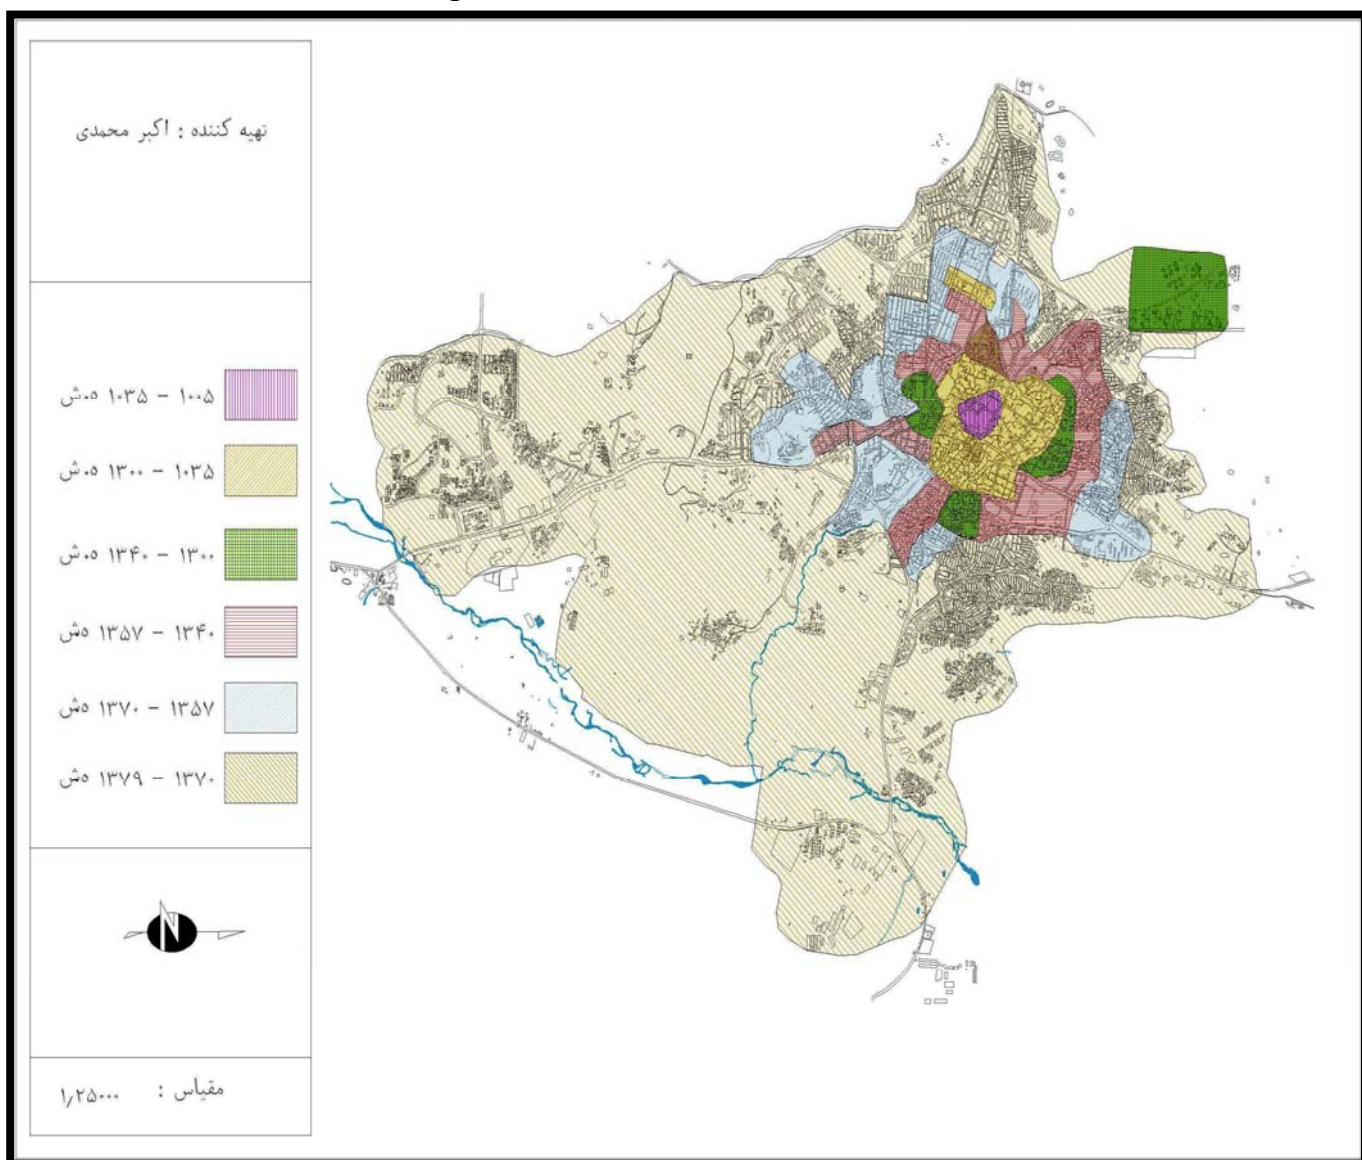 تهیه کننده : اکبر محمدی
۱۰۰۵ – ۱۰۳۵ ه.ش
۱۰۳۵ – ۱۳۰۰ ه.ش
۱۳۰۰ – ۱۳۴۰ ه.ش
۱۳۴۰ – ۱۳۵۷ ه.ش
۱۳۵۷ – ۱۳۷۰ ه.ش
۱۳۷۰ – ۱۳۷۹ ه.ش
N
مقیاس : ۱٫۲۵۰۰۰